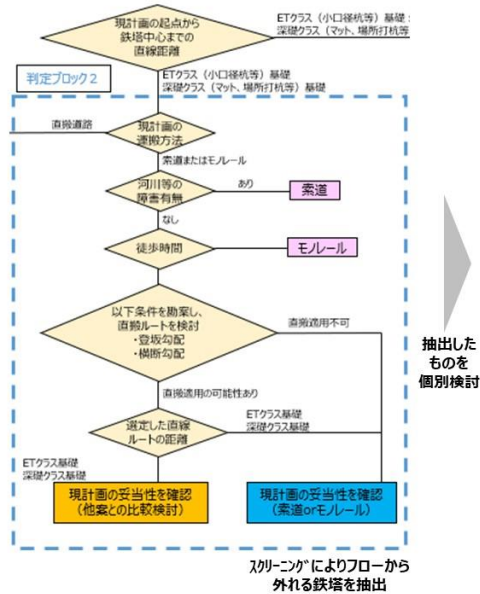 現計画の起点から
鉄塔中心までの
直線距離
ETクラス（小口径杭等）基礎：
深礎クラス（マット、場所打杭等
判定ブロック２
ETクラス（小口径杭等）基礎
深礎クラス（マット、場所打杭等）基礎
直搬道路
現計画の
運搬方法
索道またはモノレール
河川等の
障害有無
あり
索道
なし
徒歩時間
モノレール
以下条件を勘案し、
直搬ルートを検討
・登坂勾配
・横断勾配
直搬適用不可
抽出した
ものを
個別検討
直搬適用の可能性あり
選定した直線
ルートの距離
ETクラス基礎
深礎クラス基礎
ETクラス基礎
深礎クラス基礎
現計画の妥当性を確認
（他案との比較検討）
現計画の妥当性を確認
（索道orモノレール）
ｽｸﾘｰﾆﾝｸﾞによりフローから
外れる鉄塔を抽出